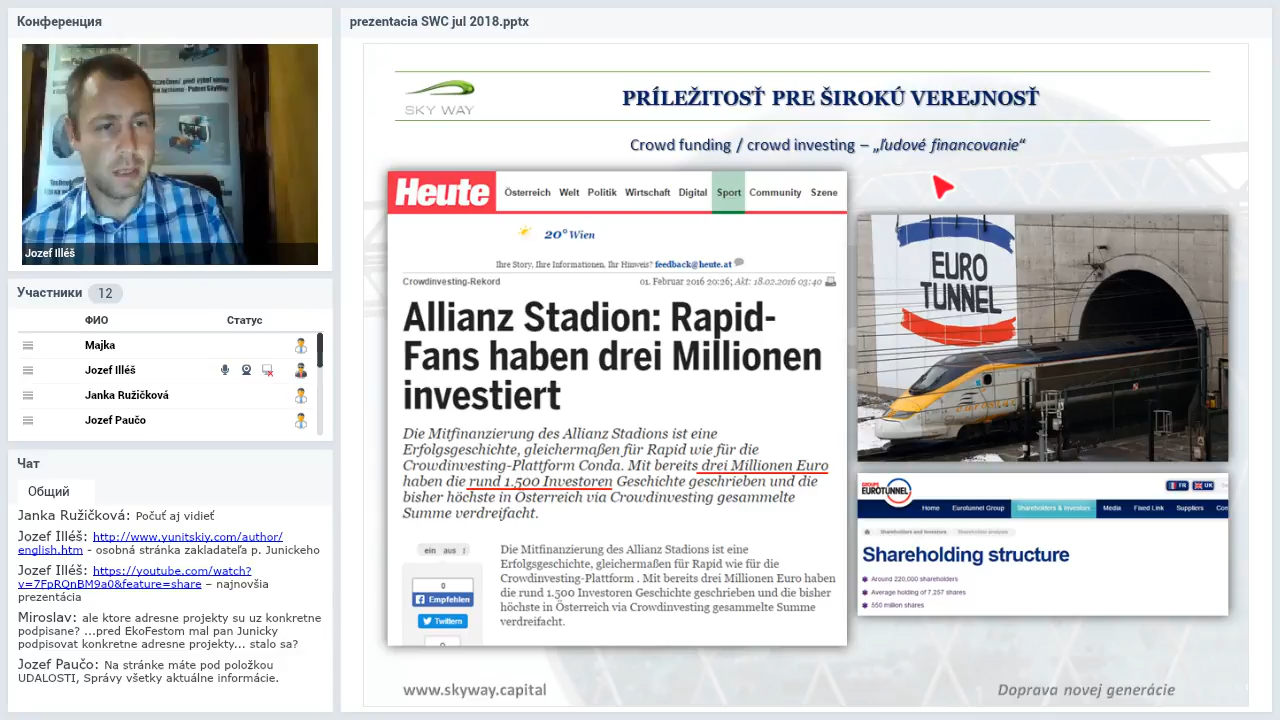 Конференция
Jozef Illéš
Участники 12
ФИО Статус
Majka
Jozef Illéš
Janka Ružičková
Jozef Paučo
Чат
Общий
Janka Ružičková: Počuť aj vidieť
Jozef Illéš: http://www.yunitskiy.com/author/
english.htm - osobná stránka zakladateľa p. Junickeho
Jozef Illéš: https://youtube.com/watch?
v=7FpRQnBM9a0&feature=share – najnovšia
prezentácia
Miroslav: ale ktore adresne projekty su uz konkretne
podpisane? ...pred EkoFestom mal pan Junicky
podpisovat konkretne adresne projekty... stalo sa?
Jozef Paučo: Na stránke máte pod položkou
UDALOSTI, Správy všetky aktuálne informácie.
prezentacia SWC jul 2018.pptx
SKY WAY
PRÍLEŽITOSŤ PRE ŠIROKÚ VEREJNOSŤ
Crowd funding / crowd investing – „ľudové financovanie“
Heute Österreich Welt Politik Wirtschaft Digital Sport Community Szene
20° Wien
Ihre Story, Ihre Informationen, Ihr Hinweis? feedback@heute.at
Crowdinvesting-Rekord 01. Februar 2016 20:26; Akt: 18.02.2016 03:40
Allianz Stadion: Rapid-
Fans haben drei Millionen
investiert
Die Mitfinanzierung des Allianz Stadions ist eine
Erfolgsgeschichte, gleichermaßen für Rapid wie für die
Crowdinvesting-Plattform Conda. Mit bereits drei Millionen Euro
haben die rund 1.500 Investoren Geschichte geschrieben und die
bisher höchste in Österreich via Crowdinvesting gesammelte
Summe verdreifacht.
ein aus
0
Empfehlen
Twittern
0
Die Mitfinanzierung des Allianz Stadions ist eine
Erfolgsgeschichte, gleichermaßen für Rapid wie für die
Crowdinvesting-Plattform . Mit bereits drei Millionen Euro haben
die rund 1.500 Investoren Geschichte geschrieben und die bisher
höchste in Österreich via Crowdinvesting gesammelte Summe
verdreifacht.
EURO
TUNNEL
GROUPE
EUROTUNNEL
FR UK
Home Eurotunnel Group Shareholders & Investors Media Fixed Link Suppliers
Shareholders and Investors Shareholder analysis
Shareholding structure
Around 220,000 shareholders
Average holding of 7,257 shares
550 million shares
www.skyway.capital
Doprava novej generácie